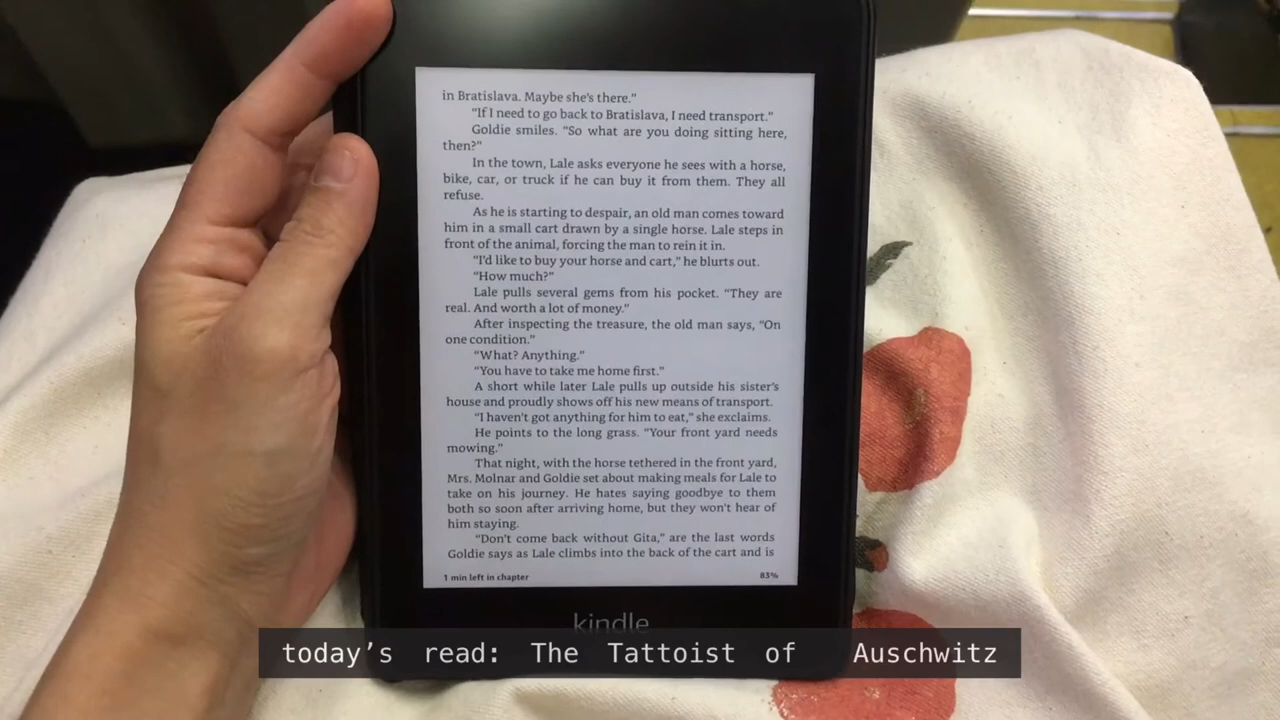 in Bratislava. Maybe she's there.”
“If I need to go back to Bratislava, I need transport.”
Goldie smiles. “So what are you doing sitting here,
then?”
In the town, Lale asks everyone he sees with a horse,
bike, car, or truck if he can buy it from them. They all
refuse.
As he is starting to despair, an old man comes toward
him in a small cart drawn by a single horse. Lale steps in
front of the animal, forcing the man to rein it in.
“I'd like to buy your horse and cart,” he blurts out.
“How much?”
Lale pulls several gems from his pocket. “They are
real. And worth a lot of money.”
After inspecting the treasure, the old man says, “On
one condition.”
“What? Anything.”
“You have to take me home first.”
A short while later Lale pulls up outside his sister's
house and proudly shows off his new means of transport.
“I haven't got anything for him to eat,” she exclaims.
He points to the long grass. “Your front yard needs
mowing.”
That night, with the horse tethered in the front yard,
Mrs. Molnar and Goldie set about making meals for Lale to
take on his journey. He hates saying goodbye to them
both so soon after arriving home, but they won't hear of
him staying.
“Don't come back without Gita,” are the last words
Goldie says as Lale climbs into the back of the cart and is
1 min left in chapter 83%
kindle
today’s read: The Tattoist of Auschwitz